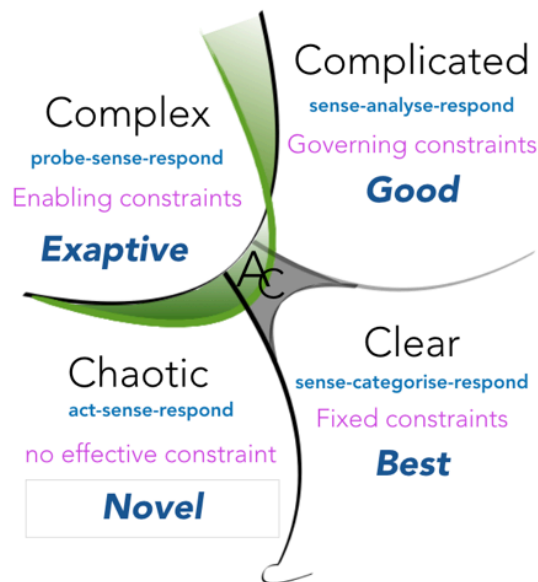 Complex
probe-sense-respond
Enabling constraints
Exaptive
Complicated
sense-analyse-respond
Governing constraints
Good
A
C
Chaotic
act-sense-respond
no effective constraint
Novel
Clear
sense-categorise-respond
Fixed constraints
Best